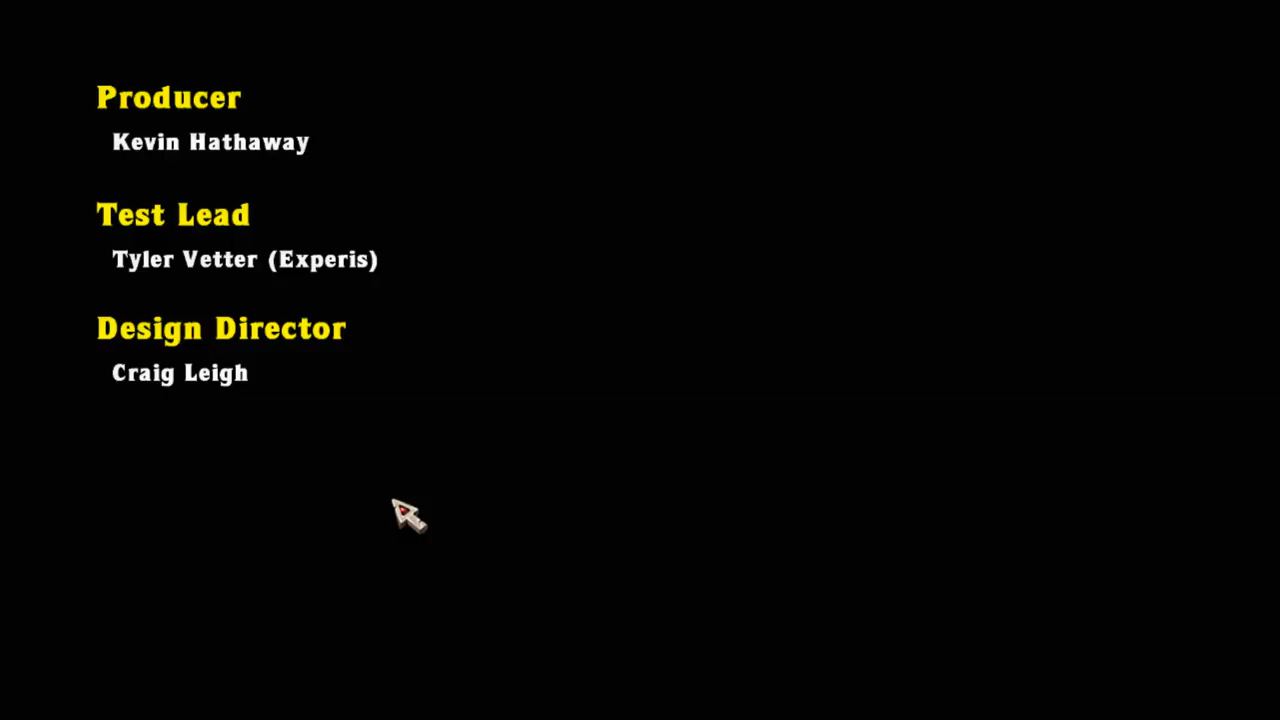 Producer
Kevin Hathaway
Test Lead
Tyler Vetter (Experis)
Design Director
Craig Leigh